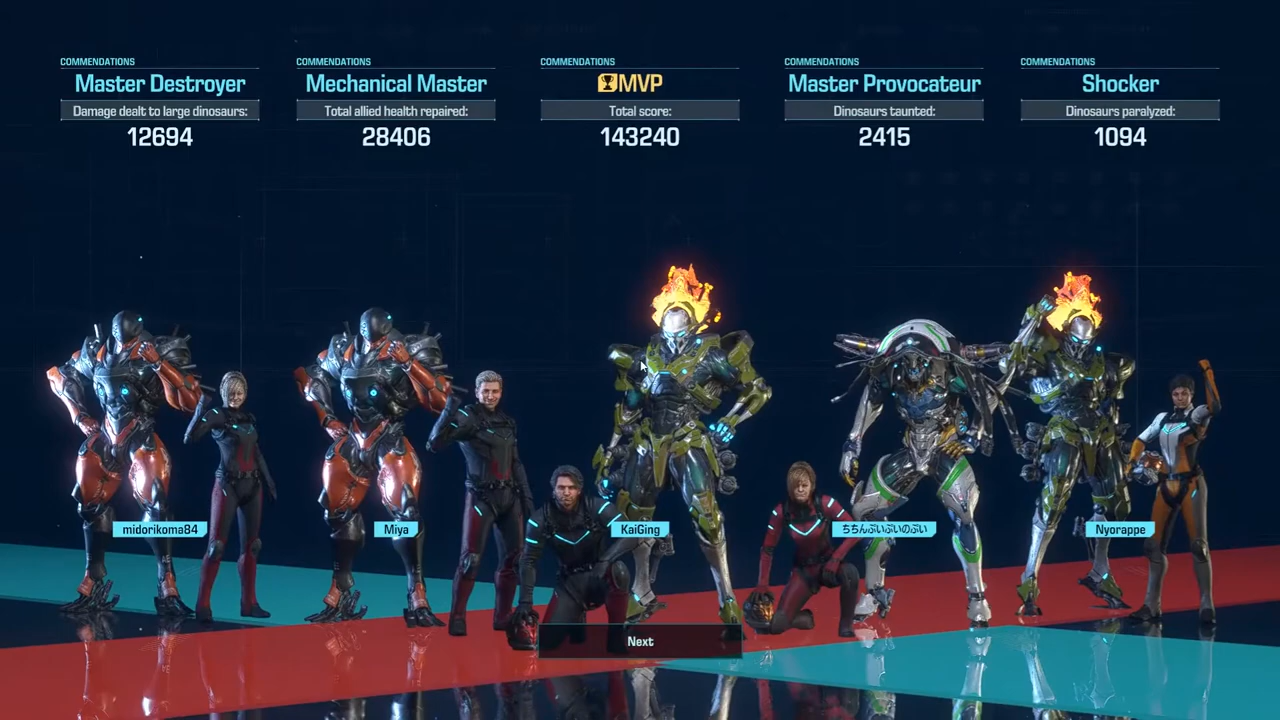 COMMENDATIONS
Master Destroyer
Damage dealt to large dinosaurs:
12694
COMMENDATIONS
Mechanical Master
Total allied health repaired:
28406
COMMENDATIONS
MVP
Total score:
143240
COMMENDATIONS
Master Provocateur
Dinosaurs taunted:
2415
COMMENDATIONS
Shocker
Dinosaurs paralyzed:
1094
midorikoma84
Miya
KaiGing
ちちんぷいぷいのぷい
Nyorappe
Next